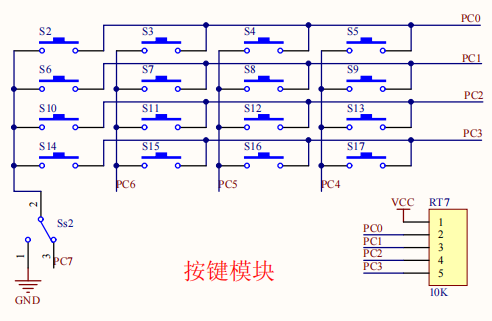 PC0
S2 S3 S4 S5
PC1
S6 S7 S8 S9
PC2
S10 S11 S12 S13
PC3
S14 S15 S16 S17
PC6 PC5 PC4
2
Ss2
1
3
PC7
GND
按键模块
VCC RT7
1
PC0 2
PC1 3
PC2 4
PC3 5
10K